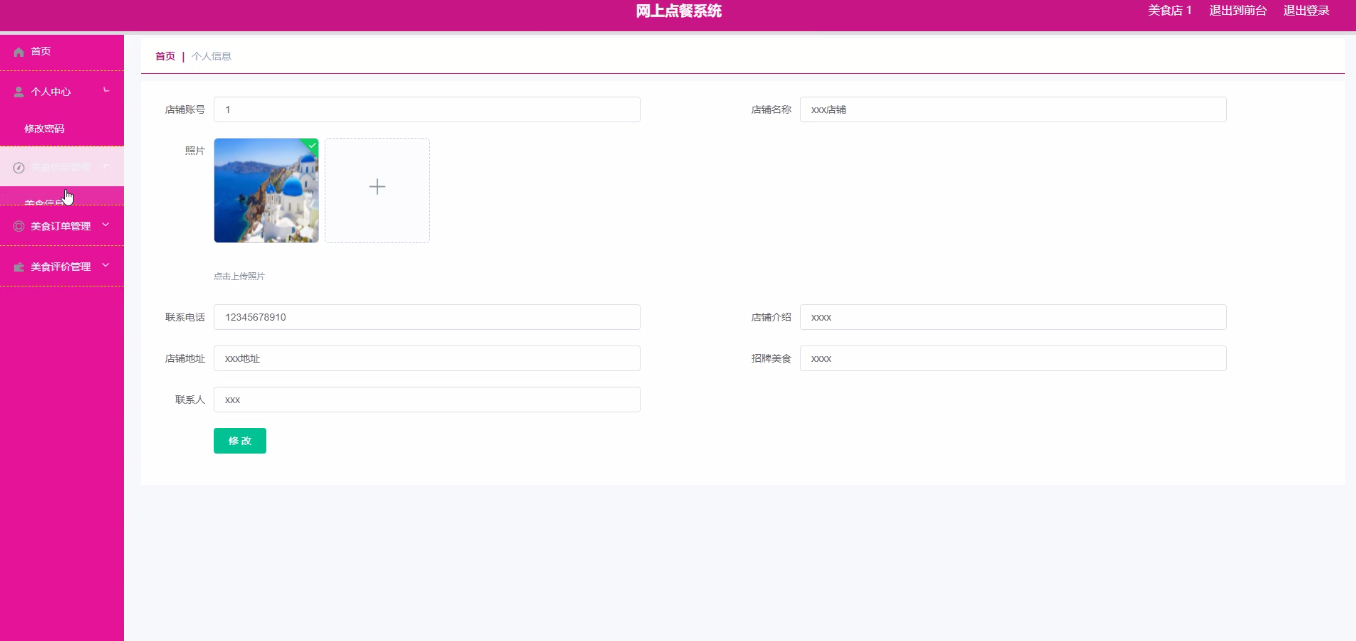 网上点餐系统
美食店 1 退出到前台 退出登录
首页
个人中心
修改密码
美食订单管理
美食评价管理
首页 | 个人信息
店铺账号 1
店铺名称 xxx店铺
照片
点击上传照片
联系电话 12345678910
店铺介绍 xxxx
店铺地址 xxx地址
招牌美食 xxxx
联系人 xxx
修 改